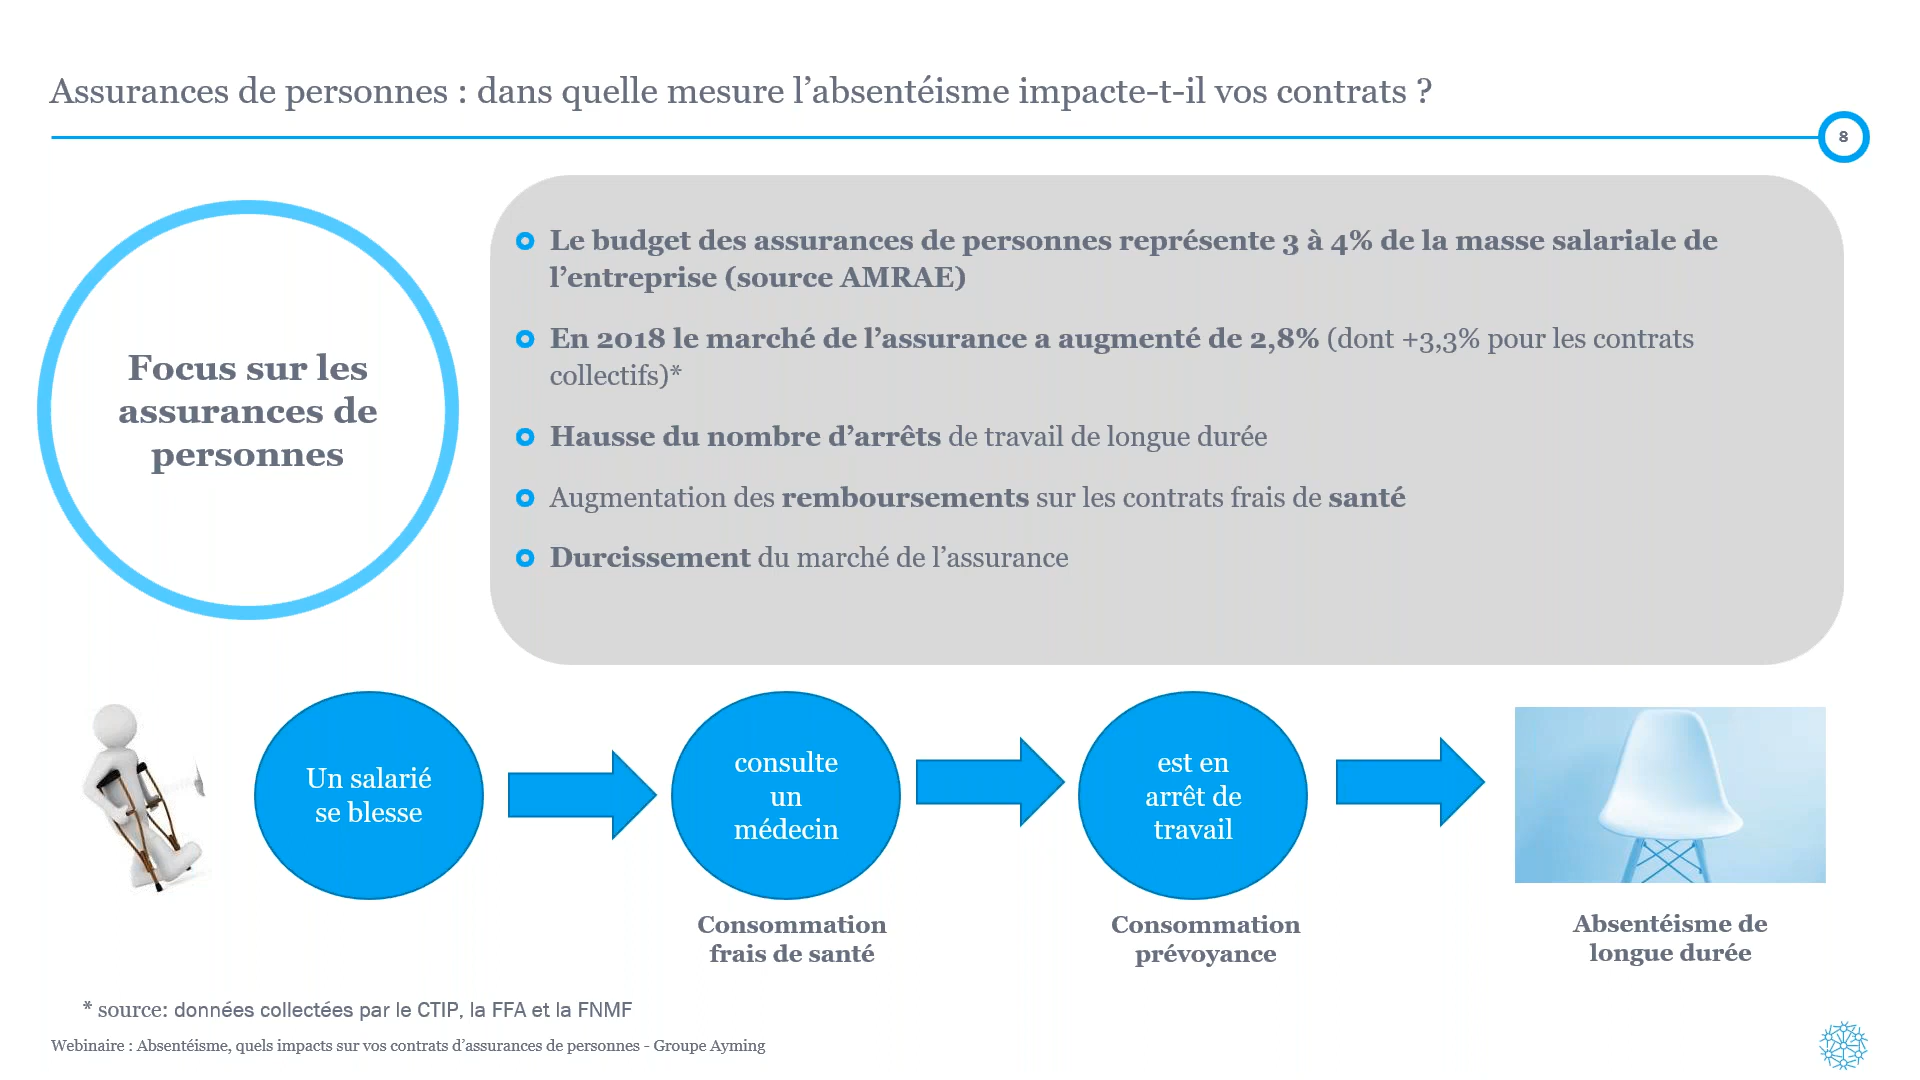 Assurances de personnes : dans quelle mesure l’absentéisme impacte-t-il vos contrats ?
8
Focus sur les
assurances de
personnes
Le budget des assurances de personnes représente 3 à 4% de la masse salariale de
l’entreprise (source AMRAE)
En 2018 le marché de l’assurance a augmenté de 2,8% (dont +3,3% pour les contrats
collectifs)*
Hausse du nombre d’arrêts de travail de longue durée
Augmentation des remboursements sur les contrats frais de santé
Durcissement du marché de l’assurance
Un salarié
se blesse
consulte
un
médecin
est en
arrêt de
travail
Consommation
frais de santé
Consommation
prévoyance
Absentéisme de
longue durée
* source: données collectées par le CTIP, la FFA et la FNMF
Webinaire : Absentéisme, quels impacts sur vos contrats d’assurances de personnes - Groupe Ayming